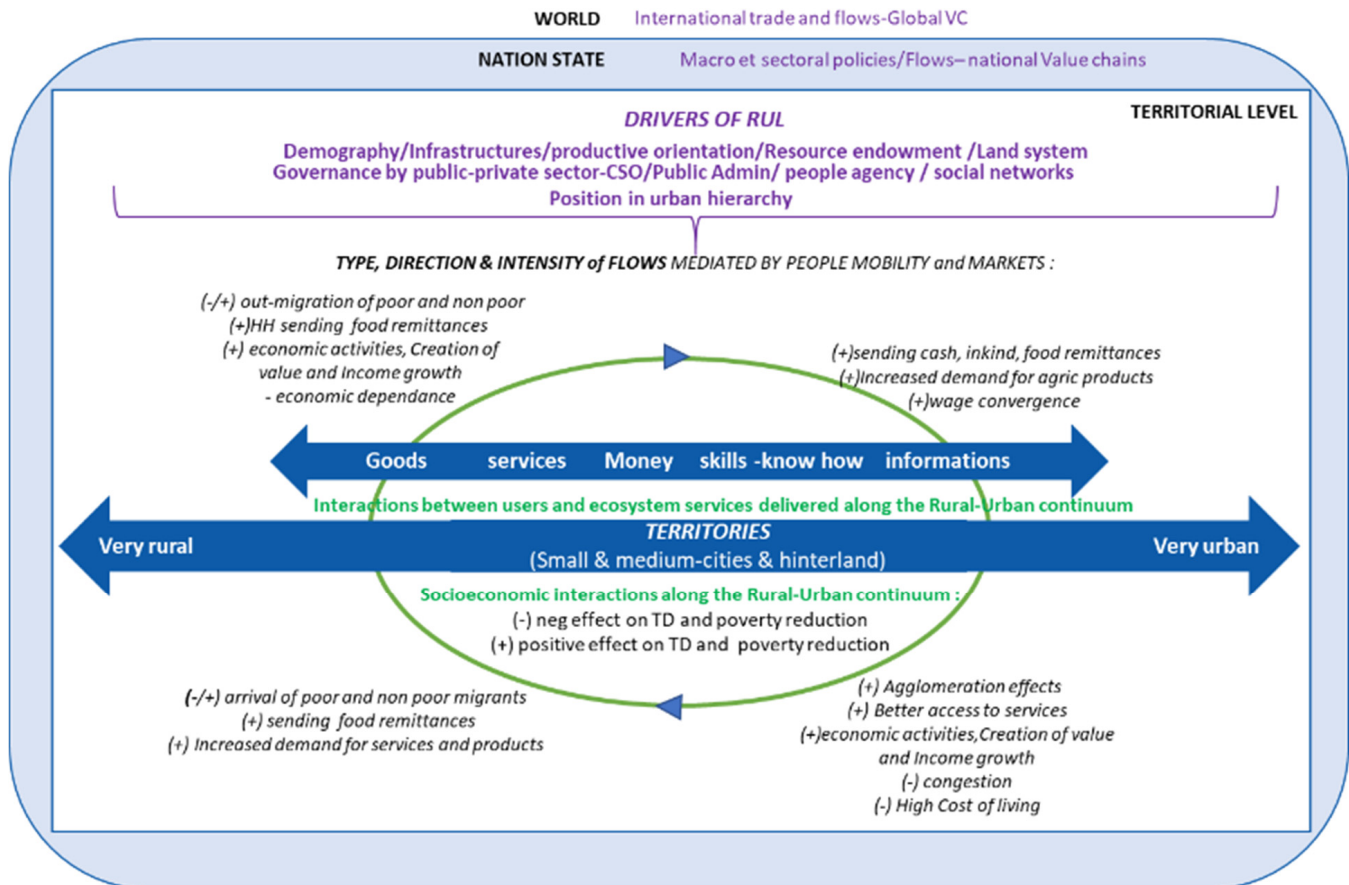 WORLD International trade and flows-Global VC
NATION STATE Macro et sectoral policies/Flows–national Value chains
TERRITORIAL LEVEL
DRIVERS OF RUL
Demography/Infrastructures/productive orientation/Resource endowment /Land system
Governance by public-private sector-CSO/Public Admin/ people agency / social networks
Position in urban hierarchy
TYPE, DIRECTION & INTENSITY of FLOWS MEDIATED BY PEOPLE MOBILITY and MARKETS :
(-/+) out-migration of poor and non poor
(+)HH sending food remittances
(+) economic activities, Creation of
value and Income growth
- economic dependance
(+)sending cash, inkind, food remittances
(+)Increased demand for agric products
(+)wage convergence
Goods services Money skills -know how informations
Interactions between users and ecosystem services delivered along the Rural-Urban continuum
Very rural
TERRITORIES
(Small & medium-cities & hinterland)
Very urban
Socioeconomic interactions along the Rural-Urban continuum :
(-) neg effect on TD and poverty reduction
(+) positive effect on TD and poverty reduction
(-/+) arrival of poor and non poor migrants
(+) sending food remittances
(+) Increased demand for services and products
(+) Agglomeration effects
(+) Better access to services
(+)economic activities,Creation of value
and Income growth
(-) congestion
(-) High Cost of living